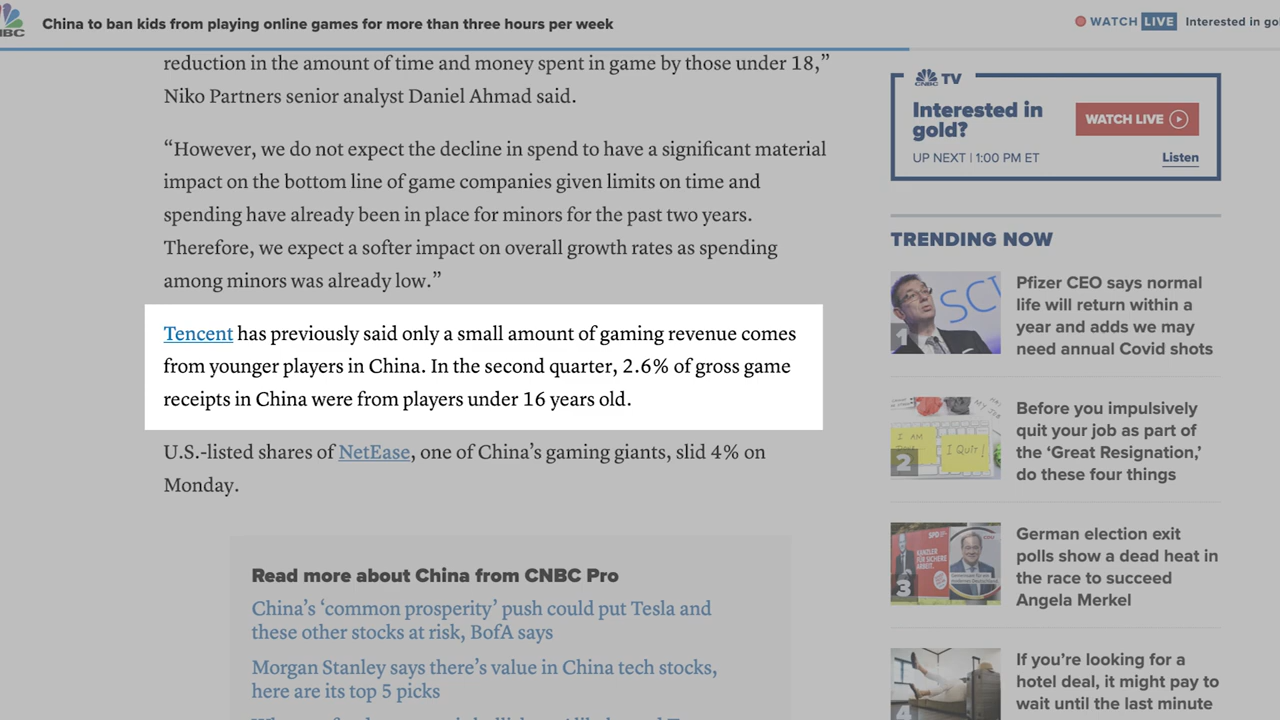 NBC
China to ban kids from playing online games for more than three hours per week
WATCH LIVE Interested in
reduction in the amount of time and money spent in game by those under 18,”
Niko Partners senior analyst Daniel Ahmad said.
“However, we do not expect the decline in spend to have a significant material
impact on the bottom line of game companies given limits on time and
spending have already been in place for minors for the past two years.
Therefore, we expect a softer impact on overall growth rates as spending
among minors was already low.”
Tencent has previously said only a small amount of gaming revenue comes
from younger players in China. In the second quarter, 2.6% of gross game
receipts in China were from players under 16 years old.
U.S.-listed shares of NetEase, one of China’s gaming giants, slid 4% on
Monday.
Read more about China from CNBC Pro
China’s ‘common prosperity’ push could put Tesla and
these other stocks at risk, BofA says
Morgan Stanley says there’s value in China tech stocks,
here are its top 5 picks
CNBC TV
Interested in
gold?
WATCH LIVE
UP NEXT | 1:00 PM ET
Listen
TRENDING NOW
1
Pfizer CEO says normal
life will return within a
year and adds we may
need annual Covid shots
I QUIT!
2
Before you impulsively
quit your job as part of
the ‘Great Resignation,’
do these four things
SPD
3
German election exit
polls show a dead heat in
the race to succeed
Angela Merkel
4
If you’re looking for a
hotel deal, it might pay to
wait until the last minute